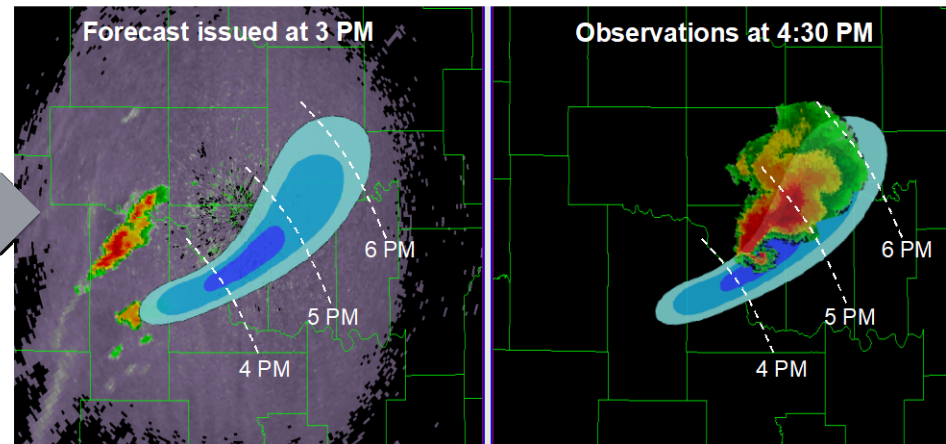 Forecast issued at 3 PM
Observations at 4:30 PM
6 PM
5 PM
4 PM
6 PM
5 PM
4 PM